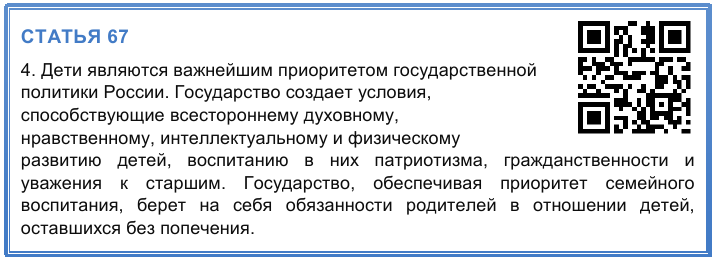 СТАТЬЯ 67
4. Дети являются важнейшим приоритетом государственной
политики России. Государство создает условия,
способствующие всестороннему духовному,
нравственному, интеллектуальному и физическому
развитию детей, воспитанию в них патриотизма, гражданственности и
уважения к старшим. Государство, обеспечивая приоритет семейного
воспитания, берет на себя обязанности родителей в отношении детей,
оставшихся без попечения.